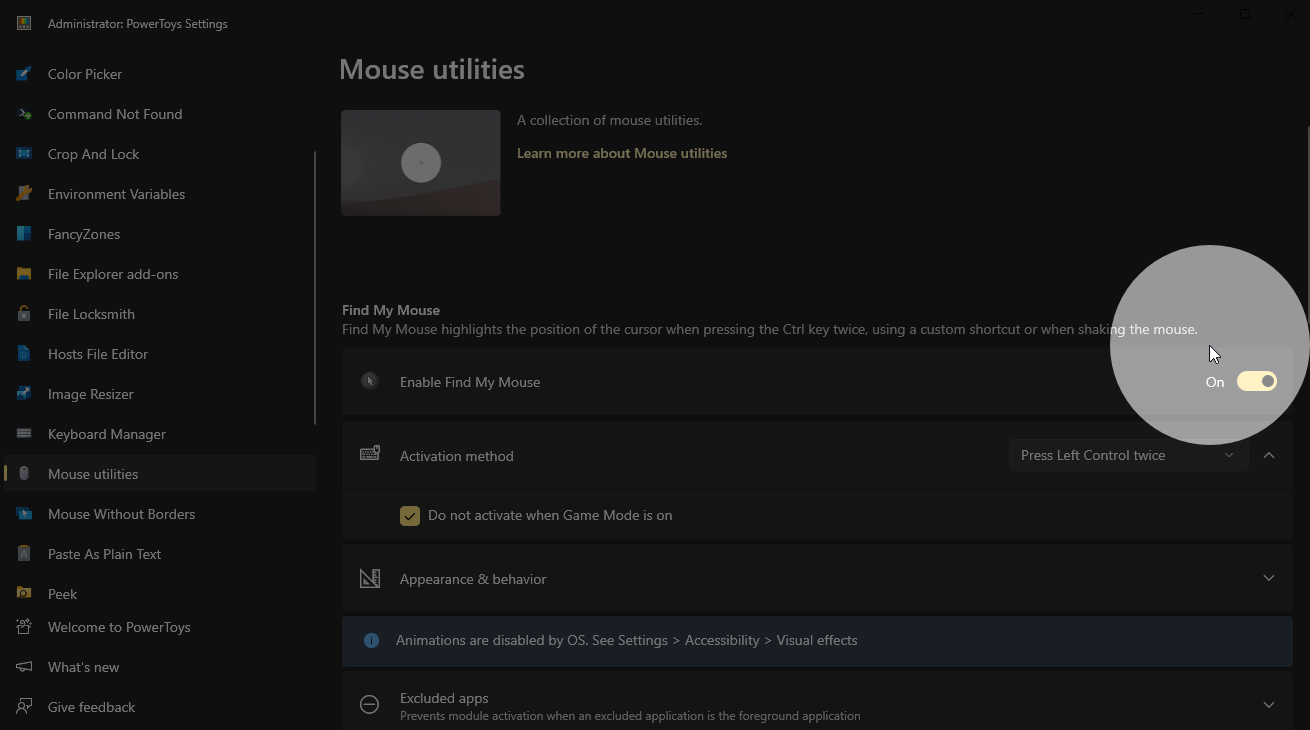 Administrator: PowerToys Settings
Color Picker
Command Not Found
Crop And Lock
Environment Variables
FancyZones
File Explorer add-ons
File Locksmith
Hosts File Editor
Image Resizer
Keyboard Manager
Mouse utilities
Mouse Without Borders
Paste As Plain Text
Peek
Welcome to PowerToys
What's new
Give feedback
Mouse utilities
A collection of mouse utilities.
Learn more about Mouse utilities
Find My Mouse
Find My Mouse highlights the position of the cursor when pressing the Ctrl key twice, using a custom shortcut or when shaking the mouse.
Enable Find My Mouse
On
Activation method
Press Left Control twice
Do not activate when Game Mode is on
Appearance & behavior
Animations are disabled by OS. See Settings > Accessibility > Visual effects
Excluded apps
Prevents module activation when an excluded application is the foreground application